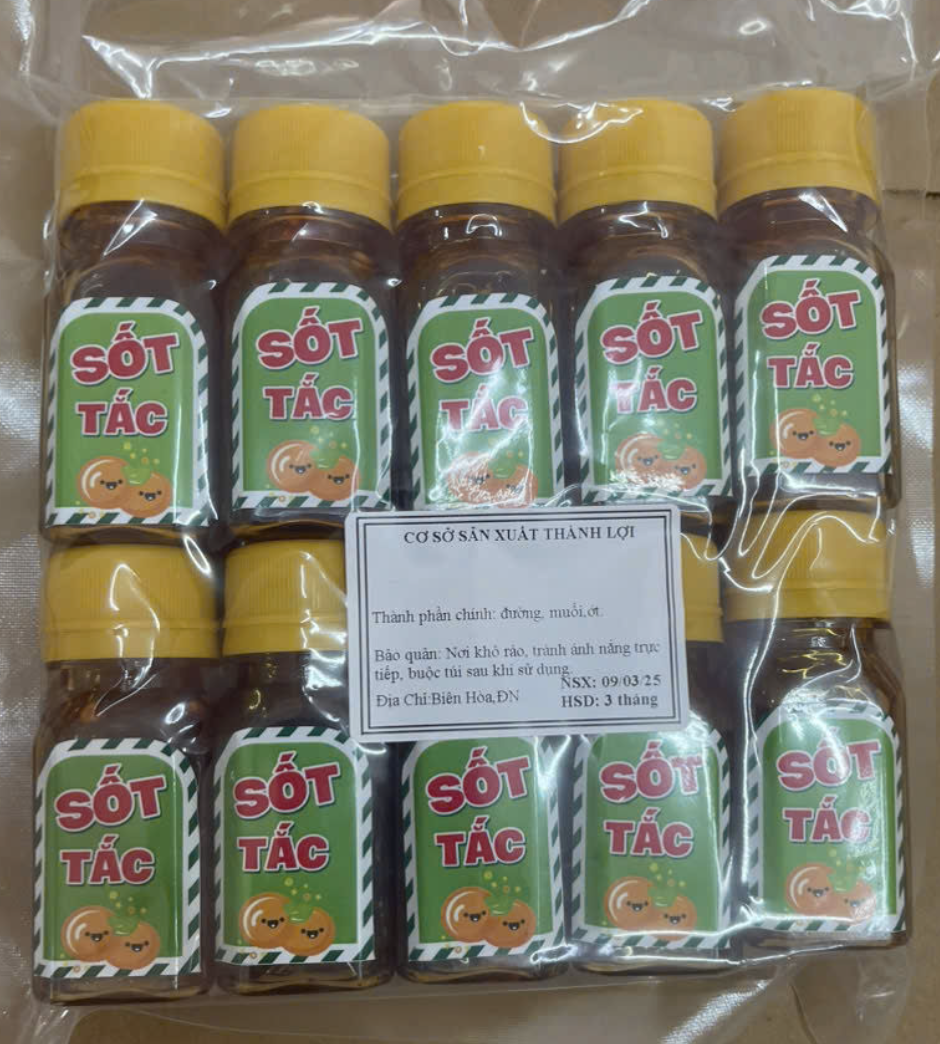 SỐT
TẮC
SỐT
TẮC
SỐT
TẮC
SỐT
TẮC
SỐT
TẮC
CƠ SỞ SẢN XUẤT THÀNH LỢI
Thành phần chính: đường, muối,ớt.
Bảo quản: Nơi khô ráo, tránh ánh nắng trực
tiếp, buộc túi sau khi sử dụng.
NSX: 09/03/25
Địa Chỉ:Biên Hòa,ĐN
HSD: 3 tháng
SỐT
TẮC
SỐT
TẮC
SỐT
TẮC
SỐT
TẮC
SỐT
TẮC